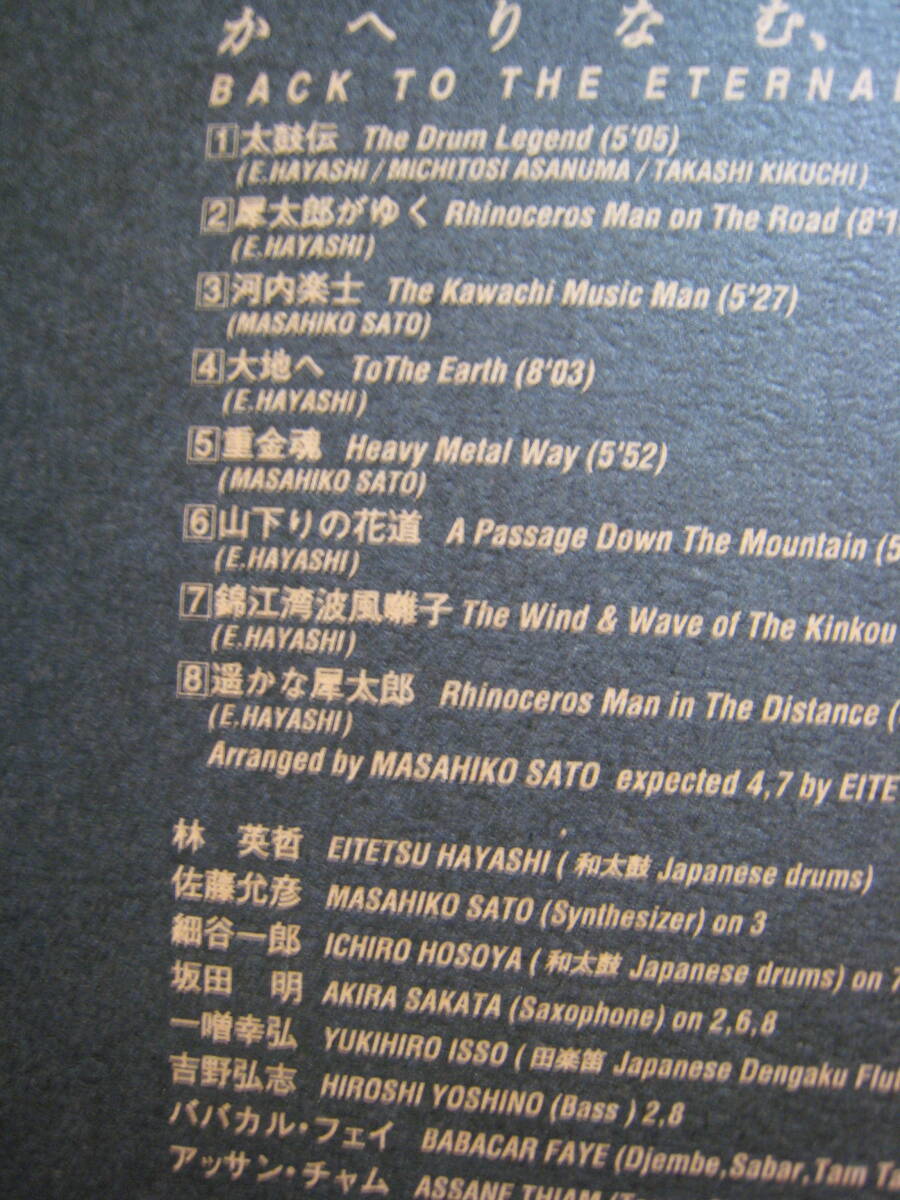 かへりなむ、
BACK TO THE ETERNAL
1 太鼓伝 The Drum Legend (5'05)
(E.HAYASHI / MICHITOSI ASANUMA / TAKASHI KIKUCHI)
2 犀太郎がゆく Rhinoceros Man on The Road (8'1
(E.HAYASHI)
3 河内楽士 The Kawachi Music Man (5'27)
(MASAHIKO SATO)
4 大地へ ToThe Earth (8'03)
(E.HAYASHI)
5 重金魂 Heavy Metal Way (5'52)
(MASAHIKO SATO)
6 山下りの花道 A Passage Down The Mountain (5
(E.HAYASHI)
7 錦江湾波風囃子 The Wind & Wave of The Kinkou
(E.HAYASHI)
8 遥かな犀太郎 Rhinoceros Man in The Distance (
(E.HAYASHI)
Arranged by MASAHIKO SATO expected 4,7 by EITE
林 英哲 EITETSU HAYASHI ( 和太鼓 Japanese drums)
佐藤允彦 MASAHIKO SATO (Synthesizer) on 3
細谷一郎 ICHIRO HOSOYA ( 和太鼓 Japanese drums) on 7
坂田 明 AKIRA SAKATA (Saxophone) on 2,6,8
一噌幸弘 YUKIHIRO ISSO ( 田楽笛 Japanese Dengaku Flu
吉野弘志 HIROSHI YOSHINO (Bass ) 2,8
ババカル・フェイ BABACAR FAYE (Djembe,Sabar,Tam Ta
アッサン・チャム ASSANE THIAM